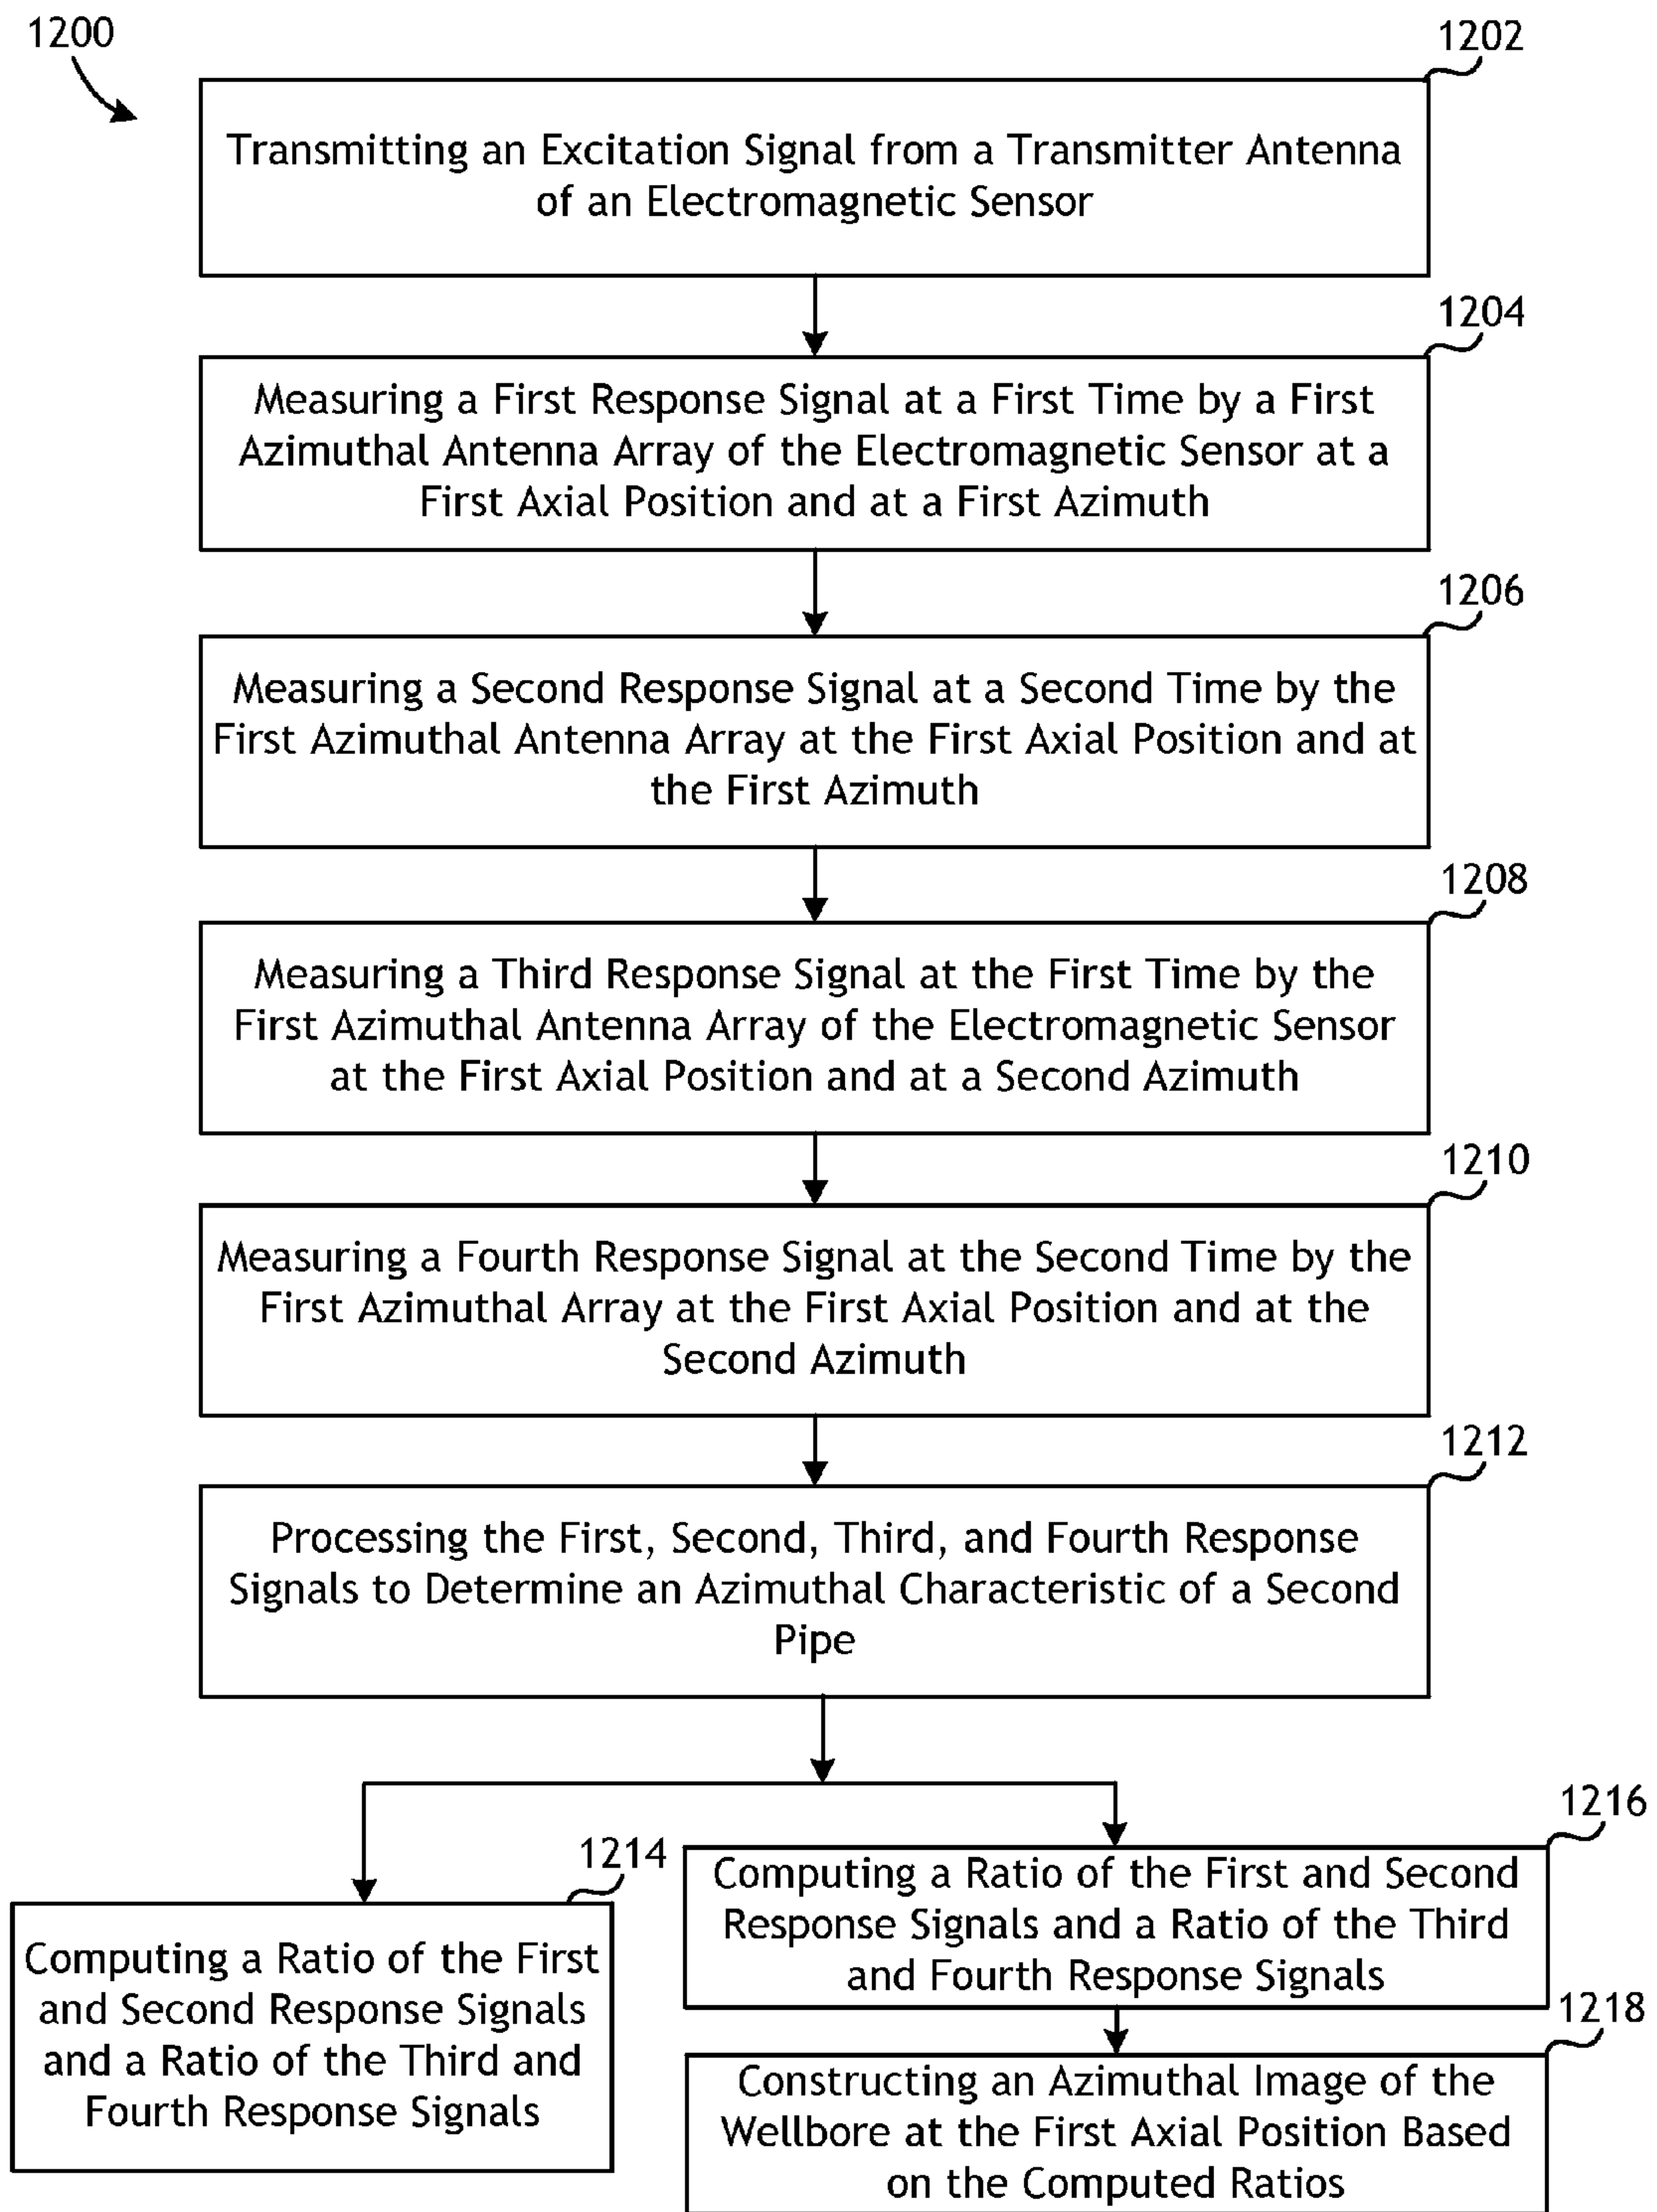 1200
1202
Transmitting an Excitation Signal from a Transmitter Antenna
of an Electromagnetic Sensor
1204
Measuring a First Response Signal at a First Time by a First
Azimuthal Antenna Array of the Electromagnetic Sensor at a
First Axial Position and at a First Azimuth
1206
Measuring a Second Response Signal at a Second Time by the
First Azimuthal Antenna Array at the First Axial Position and at
the First Azimuth
1208
Measuring a Third Response Signal at the First Time by the
First Azimuthal Antenna Array of the Electromagnetic Sensor
at the First Axial Position and at a Second Azimuth
1210
Measuring a Fourth Response Signal at the Second Time by the
First Azimuthal Array at the First Axial Position and at the
Second Azimuth
1212
Processing the First, Second, Third, and Fourth Response
Signals to Determine an Azimuthal Characteristic of a Second
Pipe
1214
Computing a Ratio of the First
and Second Response Signals
and a Ratio of the Third and
Fourth Response Signals
1216
Computing a Ratio of the First and Second
Response Signals and a Ratio of the Third
and Fourth Response Signals
1218
Constructing an Azimuthal Image of the
Wellbore at the First Axial Position Based
on the Computed Ratios